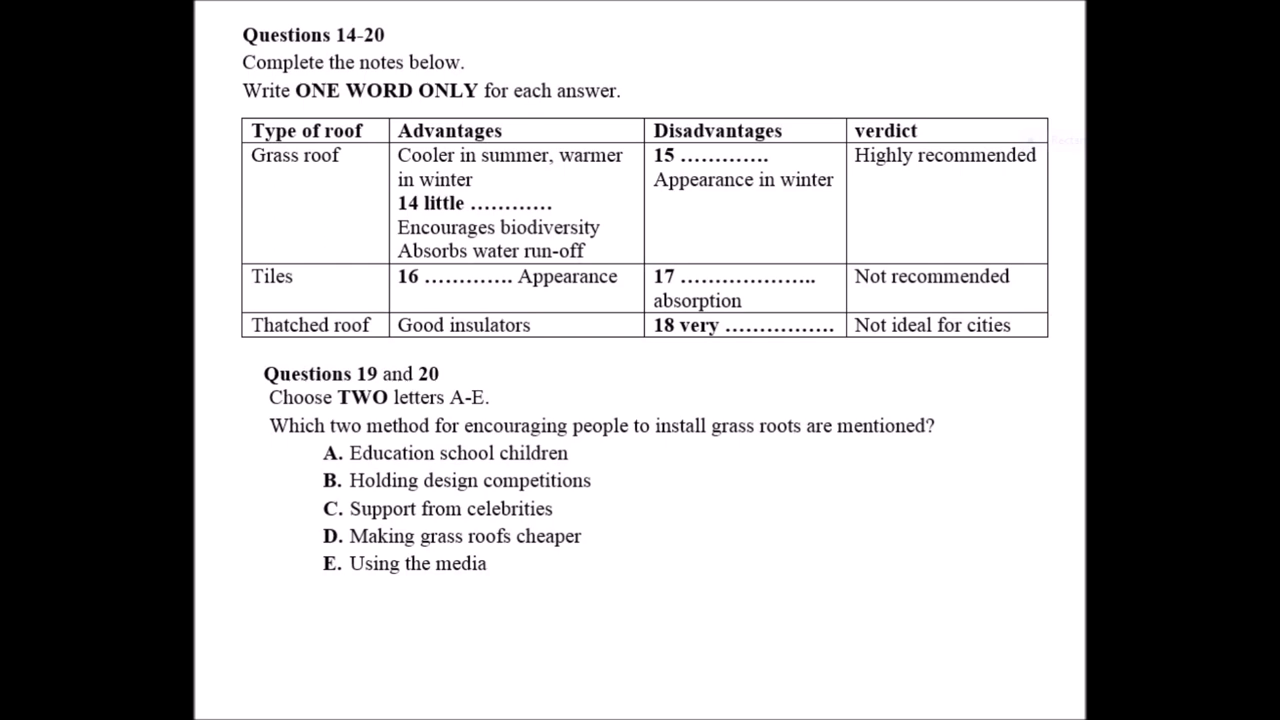 Questions 14-20
Complete the notes below.
Write ONE WORD ONLY for each answer.
Type of roof
Advantages
Disadvantages
verdict
Grass roof
Cooler in summer, warmer
in winter
14 little …………
Encourages biodiversity
Absorbs water run-off
15 ………….
Appearance in winter
Highly recommended
Tiles
16 …………. Appearance
17 ………………..
absorption
Not recommended
Thatched roof
Good insulators
18 very …………….
Not ideal for cities
Questions 19 and 20
Choose TWO letters A-E.
Which two method for encouraging people to install grass roots are mentioned?
A. Education school children
B. Holding design competitions
C. Support from celebrities
D. Making grass roofs cheaper
E. Using the media